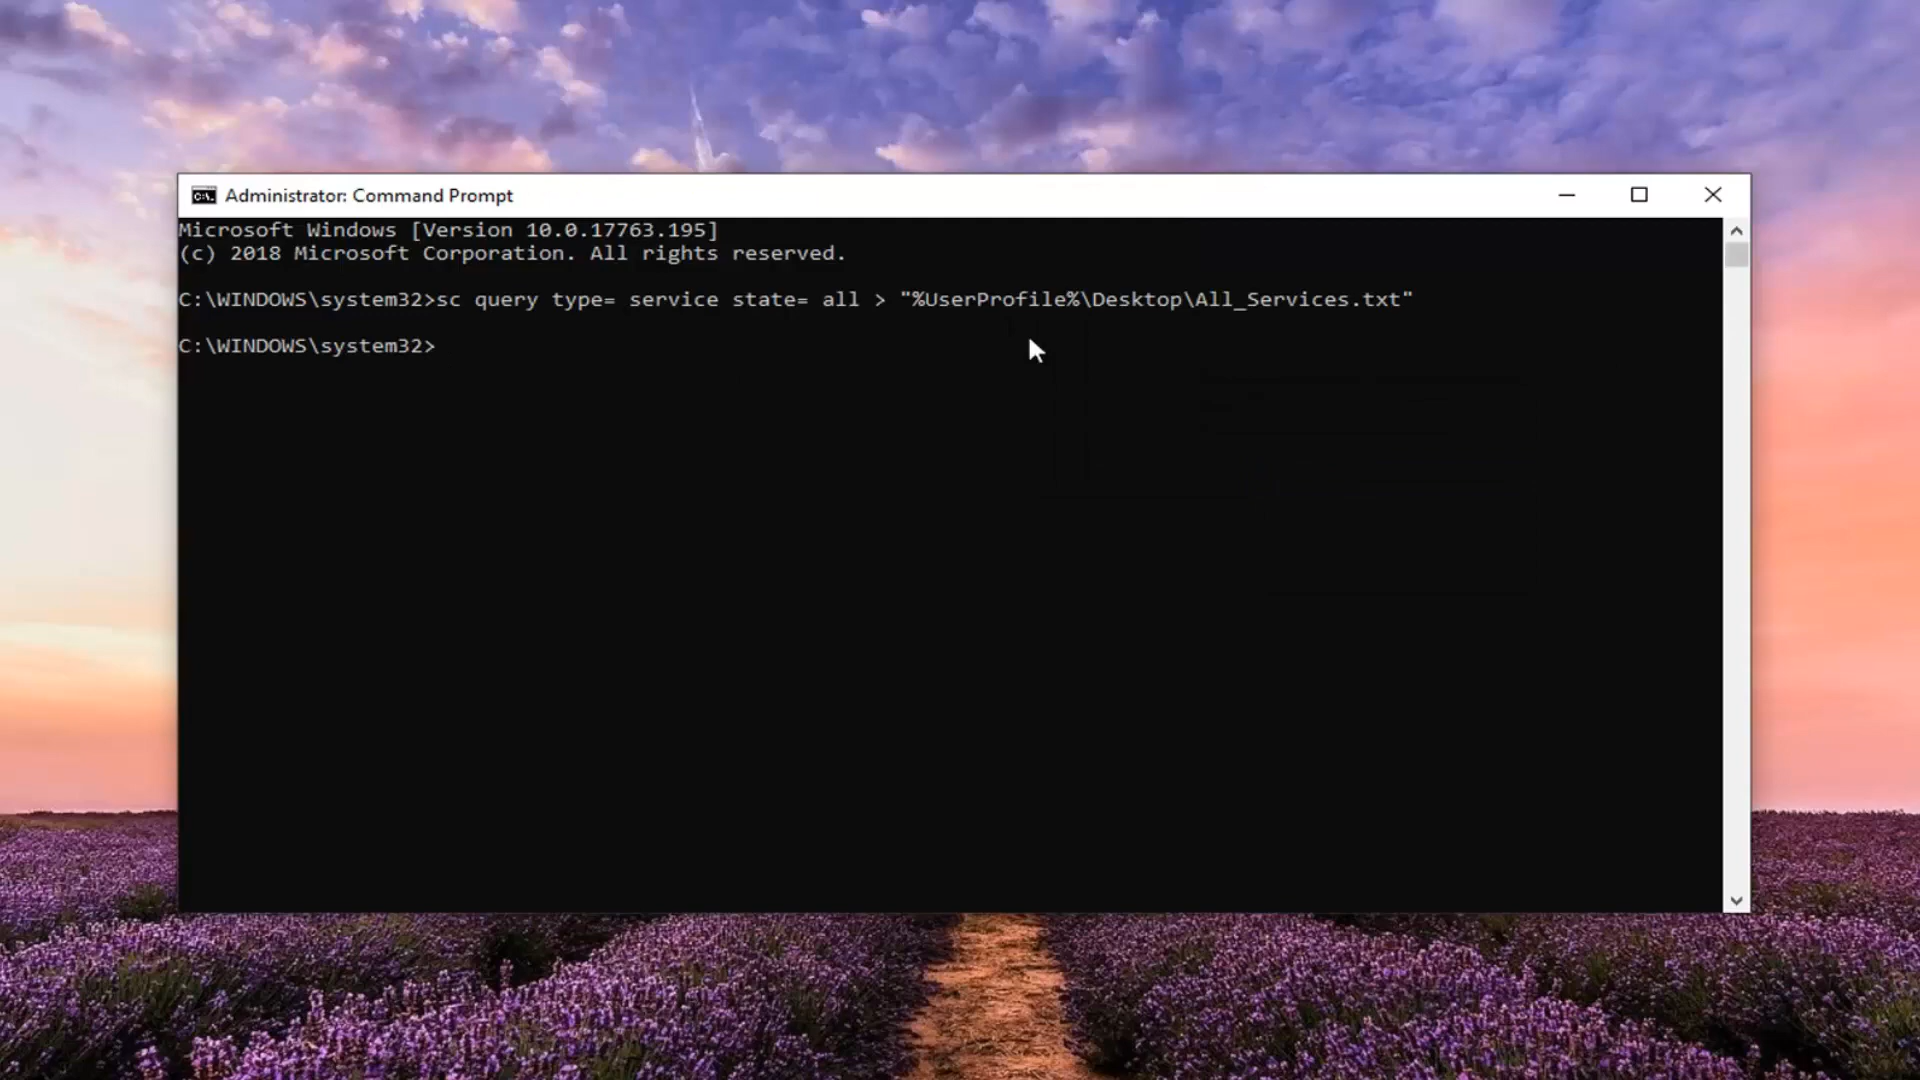 Administrator: Command Prompt
Microsoft Windows [Version 10.0.17763.195]
(c) 2018 Microsoft Corporation. All rights reserved.
C:\WINDOWS\system32>sc query type= service state= all > "%UserProfile%\Desktop\All_Services.txt"
C:\WINDOWS\system32>